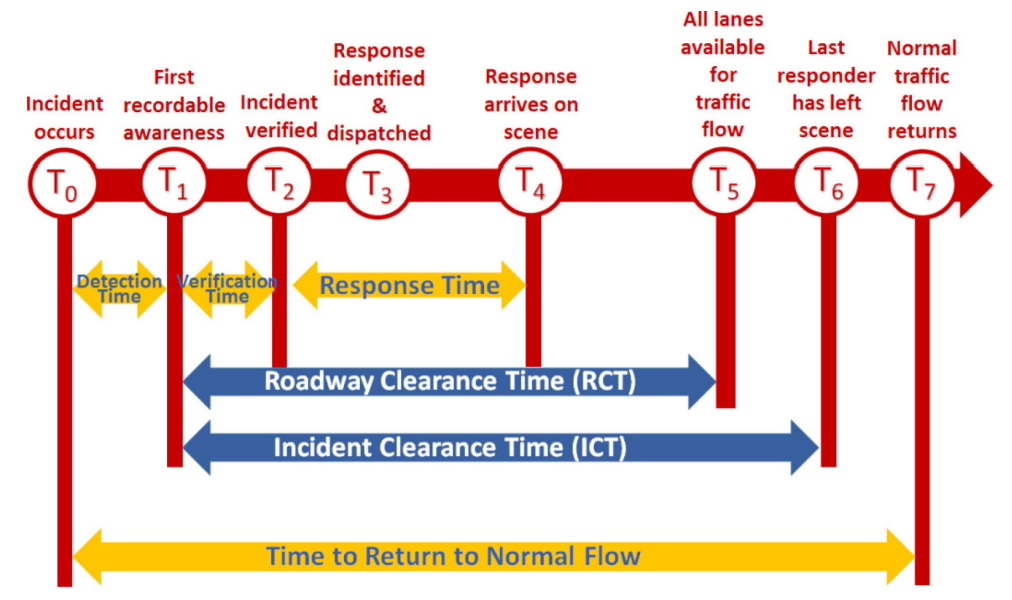 Incident
occurs
First
recordable
awareness
Incident
verified
Response
identified
&
dispatched
Response
arrives on
scene
All lanes
available
for
traffic
flow
Last
responder
has left
scene
Normal
traffic
flow
returns
T0
T1
T2
T3
T4
T5
T6
T7
Detection
Time
Verification
Time
Response Time
Roadway Clearance Time (RCT)
Incident Clearance Time (ICT)
Time to Return to Normal Flow